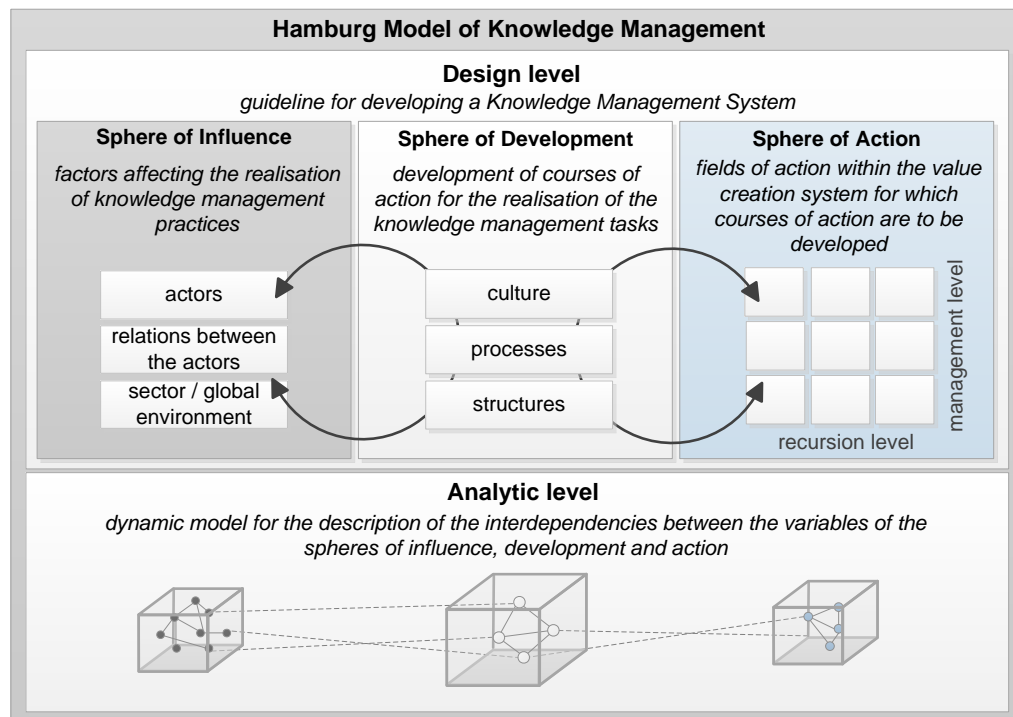 Hamburg Model of Knowledge Management
Design level
guideline for developing a Knowledge Management System
Sphere of Influence
factors affecting the realisation
of knowledge management
practices
actors
relations between
the actors
sector / global
environment
Sphere of Development
development of courses of
action for the realisation of the
knowledge management tasks
culture
processes
structures
Sphere of Action
fields of action within the value
creation system for which
courses of action are to be
developed
management level
recursion level
Analytic level
dynamic model for the description of the interdependencies between the variables of the
spheres of influence, development and action